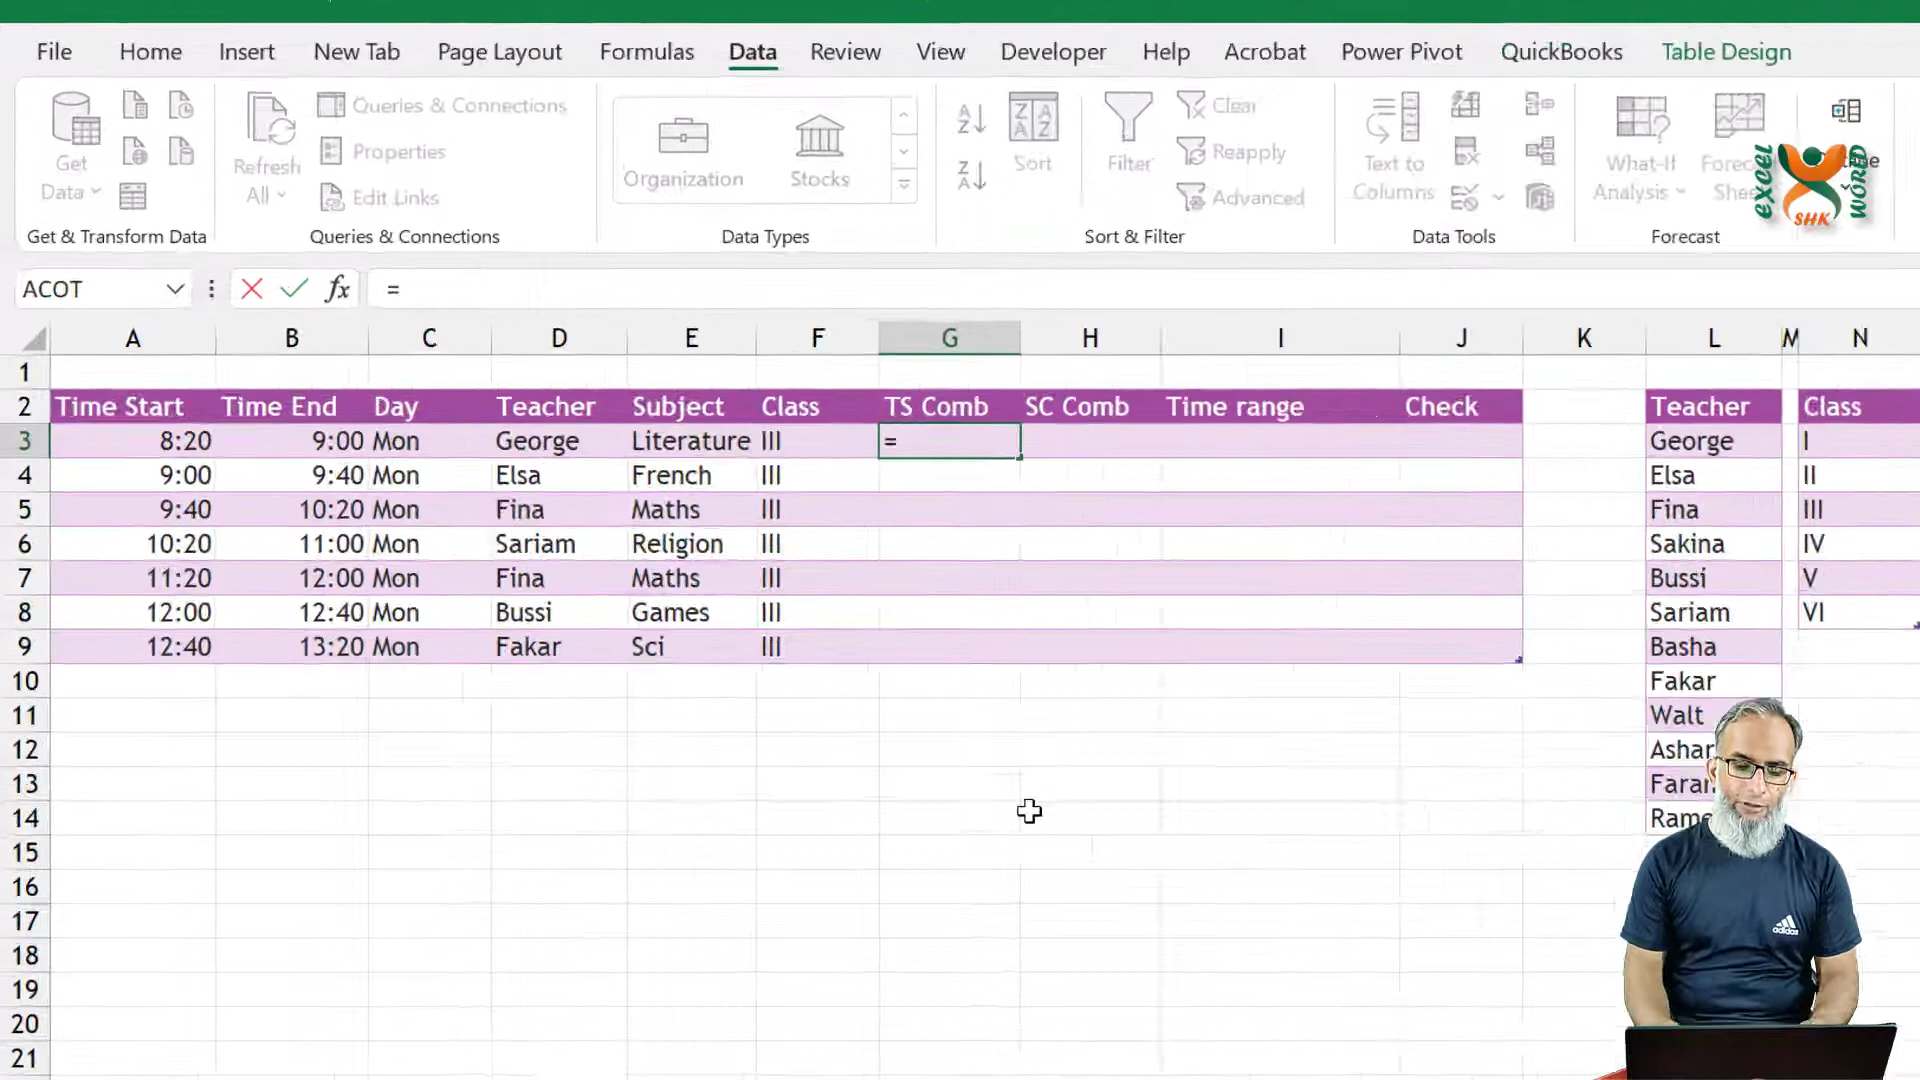 File Home Insert New Tab Page Layout Formulas Data Review View Developer Help Acrobat Power Pivot QuickBooks Table Design
Get Data
Refresh All
Queries & Connections
Properties
Edit Links
Organization
Stocks
Sort
Filter
Clear
Reapply
Advanced
Text to Columns
What-If Analysis
Get & Transform Data Queries & Connections Data Types Sort & Filter Data Tools Forecast
EXCEL WORLD
SHK
ACOT fx =
A B C D E F G H I J K L M N
1
2 Time Start Time End Day Teacher Subject Class TS Comb SC Comb Time range Check Teacher Class
3 8:20 9:00 Mon George Literature III = George I
4 9:00 9:40 Mon Elsa French III Elsa II
5 9:40 10:20 Mon Fina Maths III Fina III
6 10:20 11:00 Mon Sariam Religion III Sakina IV
7 11:20 12:00 Mon Fina Maths III Bussi V
8 12:00 12:40 Mon Bussi Games III Sariam VI
9 12:40 13:20 Mon Fakar Sci III Basha
10 Fakar
11 Walt
12
13
14
15
16
17
18
19
20
21
adidas